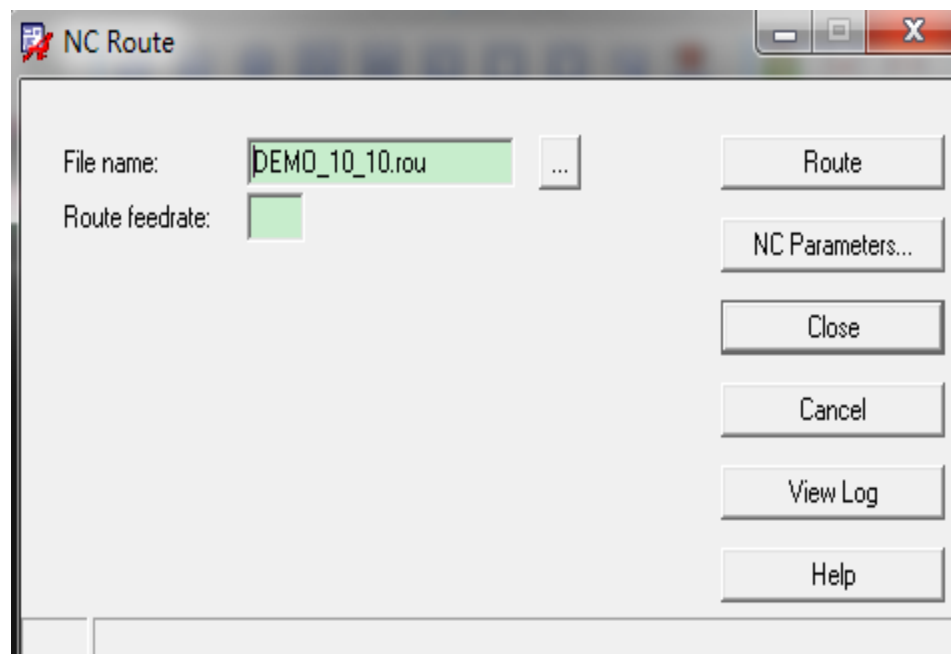 NC Route
File name: DEMO_10_10.rou ... Route
Route feedrate:
NC Parameters...
Close
Cancel
View Log
Help